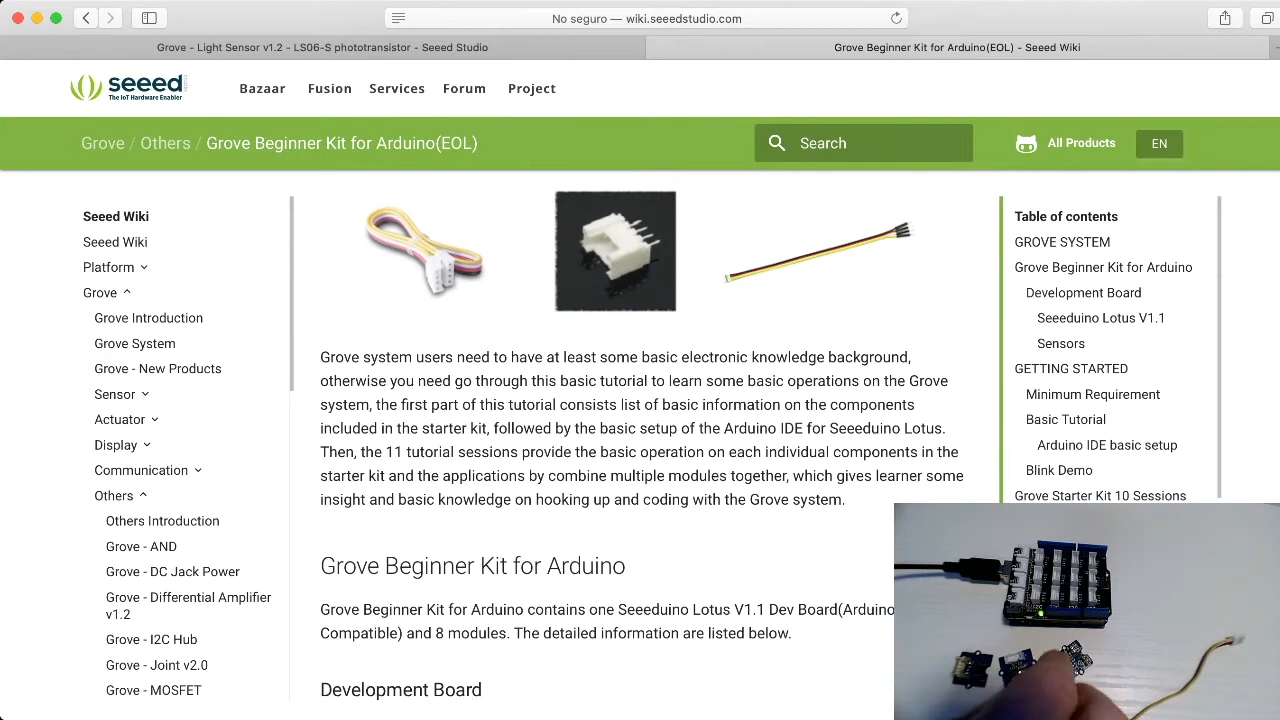 No seguro — wiki.seeedstudio.com
Grove - Light Sensor v1.2 - LS06-S phototransistor - Seeed Studio
Grove Beginner Kit for Arduino(EOL) - Seeed Wiki
seeed
The IoT Hardware Enabler
Bazaar
Fusion
Services
Forum
Project
Grove / Others / Grove Beginner Kit for Arduino(EOL)
Search
All Products
EN
Seeed Wiki
Seeed Wiki
Platform
Grove
Grove Introduction
Grove System
Grove - New Products
Sensor
Actuator
Display
Communication
Others
Others Introduction
Grove - AND
Grove - DC Jack Power
Grove - Differential Amplifier
v1.2
Grove - I2C Hub
Grove - Joint v2.0
Grove - MOSFET
Grove system users need to have at least some basic electronic knowledge background,
otherwise you need go through this basic tutorial to learn some basic operations on the Grove
system, the first part of this tutorial consists list of basic information on the components
included in the starter kit, followed by the basic setup of the Arduino IDE for Seeeduino Lotus.
Then, the 11 tutorial sessions provide the basic operation on each individual components in the
starter kit and the applications by combine multiple modules together, which gives learner some
insight and basic knowledge on hooking up and coding with the Grove system.
Grove Beginner Kit for Arduino
Grove Beginner Kit for Arduino contains one Seeeduino Lotus V1.1 Dev Board(Arduino
Compatible) and 8 modules. The detailed information are listed below.
Development Board
Table of contents
GROVE SYSTEM
Grove Beginner Kit for Arduino
Development Board
Seeeduino Lotus V1.1
Sensors
GETTING STARTED
Minimum Requirement
Basic Tutorial
Arduino IDE basic setup
Blink Demo
Grove Starter Kit 10 Sessions